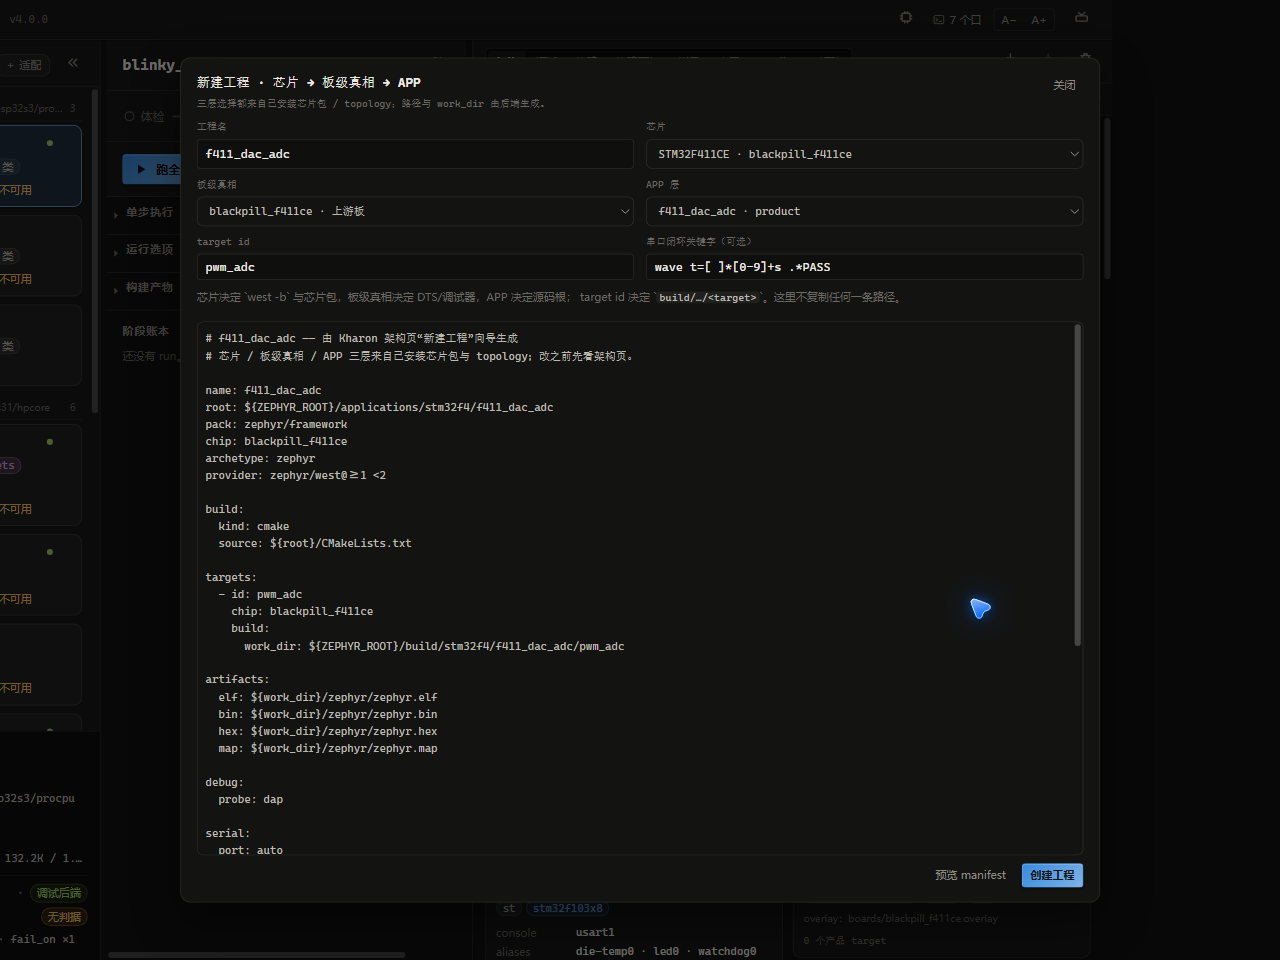 v4.0.0
7 个口
A-
A+
+ 适配
blinky_
sp32s3/pro… 3
体检
类
不可用
跑全
单步执行
运行选项
构建产物
类
不可用
阶段账本
还没有 run。
类
31/hpcore 6
ets
不可用
不可用
不可用
p32s3/procpu
132.2K / 1.…
· 调试后端
无判据
· fail_on ×1
新建工程 · 芯片 → 板级真相 → APP
关闭
三层选择都来自已安装芯片包 / topology；路径与 work_dir 由后端生成。
工程名
芯片
f411_dac_adc
STM32F411CE · blackpill_f411ce
板级真相
APP 层
blackpill_f411ce · 上游板
f411_dac_adc · product
target id
串口闭环关键字（可选）
pwm_adc
wave t=[ ]*[0-9]+s .*PASS
芯片决定 `west -b` 与芯片包，板级真相决定 DTS/调试器，APP 决定源码根； target id 决定 `build/…/<target>`。这里不复制任何一条路径。
# f411_dac_adc —— 由 Kharon 架构页“新建工程”向导生成
# 芯片 / 板级真相 / APP 三层来自已安装芯片包与 topology；改之前先看架构页。
name: f411_dac_adc
root: ${ZEPHYR_ROOT}/applications/stm32f4/f411_dac_adc
pack: zephyr/framework
chip: blackpill_f411ce
archetype: zephyr
provider: zephyr/west@≥1 <2
build:
  kind: cmake
  source: ${root}/CMakeLists.txt
targets:
  - id: pwm_adc
    chip: blackpill_f411ce
    build:
      work_dir: ${ZEPHYR_ROOT}/build/stm32f4/f411_dac_adc/pwm_adc
artifacts:
  elf: ${work_dir}/zephyr/zephyr.elf
  bin: ${work_dir}/zephyr/zephyr.bin
  hex: ${work_dir}/zephyr/zephyr.hex
  map: ${work_dir}/zephyr/zephyr.map
debug:
  probe: dap
serial:
  port: auto
预览 manifest
创建工程
st
stm32f103x8
console usart1
aliases die-temp0 · led0 · watchdog0
overlay: boards/blackpill_f411ce.overlay
0 个产品 target